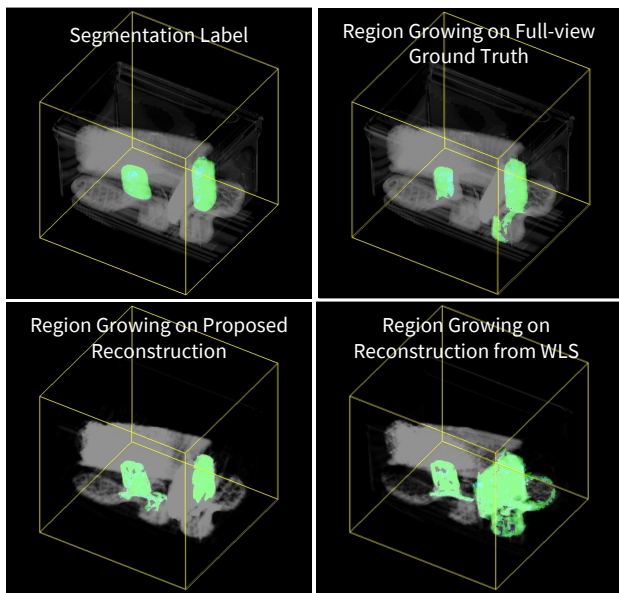 Segmentation Label
Region Growing on Full-view
Ground Truth
Region Growing on Proposed
Reconstruction
Region Growing on
Reconstruction from WLS